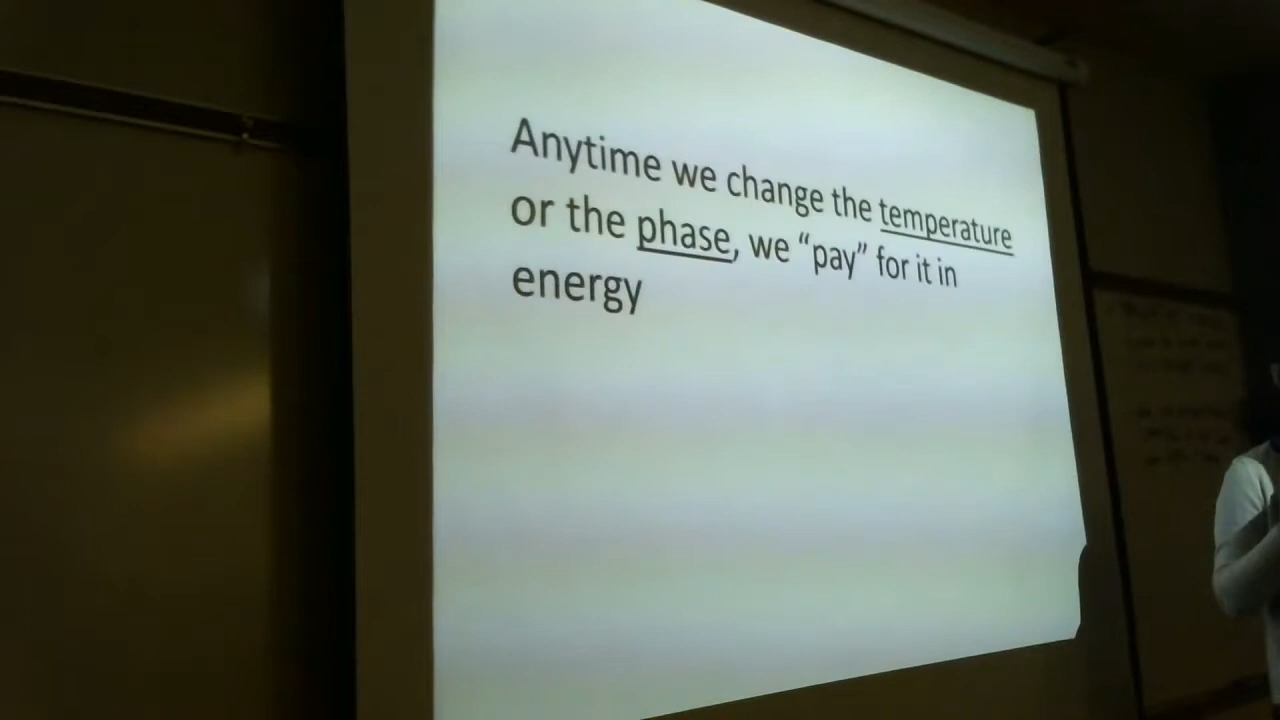 Anytime we change the temperature
or the phase, we “pay” for it in
energy